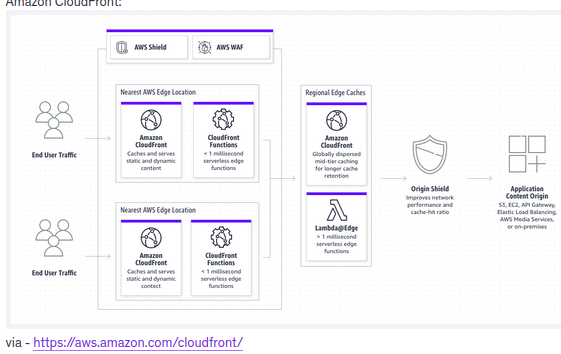 Amazon CloudFront:
AWS Shield
AWS WAF
End User Traffic
Nearest AWS Edge Location
Amazon
CloudFront
Caches and serves
static and dynamic
content
CloudFront
Functions
< 1 millisecond
serverless edge
functions
End User Traffic
Nearest AWS Edge Location
Amazon
CloudFront
Caches and serves
static and dynamic
content
CloudFront
Functions
< 1 millisecond
serverless edge
functions
Regional Edge Caches
Amazon
CloudFront
Globally dispersed
mid-tier caching
for longer cache
retention
Lambda@Edge
> 1 millisecond
serverless edge
functions
Origin Shield
Improves network
performance and
cache-hit ratio
Application
Content Origin
S3, EC2, API Gateway,
Elastic Load Balancing,
AWS Media Services,
or on-premises
via - https://aws.amazon.com/cloudfront/